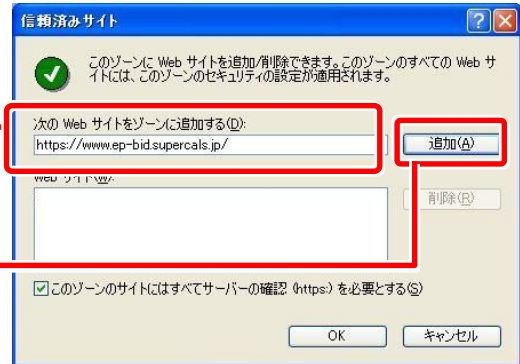 信頼済みサイト
このゾーンに Web サイトを追加/削除できます。このゾーンのすべての Web サ
イトには、このゾーンのセキュリティの設定が適用されます。
次の Web サイトをゾーンに追加する(D):
https://www.ep-bid.supercals.jp/
追加(A)
Web サイト(W):
削除(R)
このゾーンのサイトにはすべてサーバーの確認 (https:) を必要とする(S)
OK
キャンセル